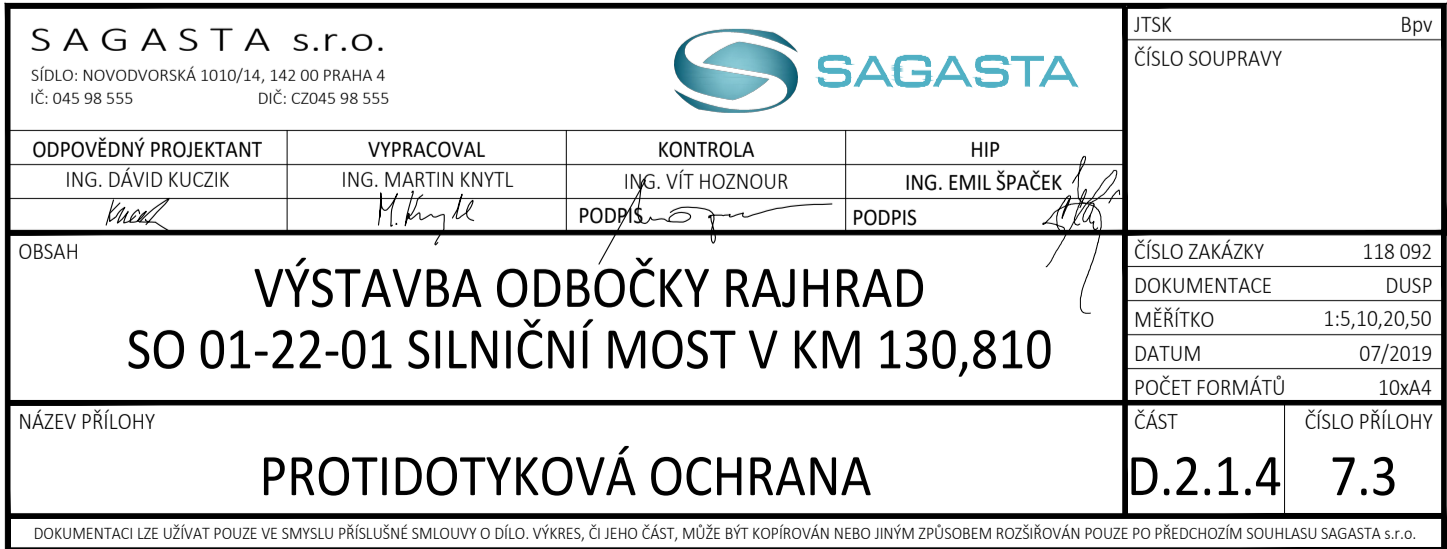 SAGASTA s.r.o.
SÍDLO: NOVODVORSKÁ 1010/14, 142 00 PRAHA 4
IČ: 045 98 555 DIČ: CZ045 98 555
SAGASTA
JTSK Bpv
ČÍSLO SOUPRAVY
ODPOVĚDNÝ PROJEKTANT VYPRACOVAL KONTROLA HIP
ING. DÁVID KUCZIK ING. MARTIN KNYTL ING. VÍT HOZNOUR ING. EMIL ŠPAČEK
M. Knytl PODPIS PODPIS
OBSAH
VÝSTAVBA ODBOČKY RAJHRAD
SO 01-22-01 SILNIČNÍ MOST V KM 130,810
ČÍSLO ZAKÁZKY 118 092
DOKUMENTACE DUSP
MĚŘÍTKO 1:5,10,20,50
DATUM 07/2019
POČET FORMÁTŮ 10xA4
NÁZEV PŘÍLOHY
PROTIDOTYKOVÁ OCHRANA
ČÁST ČÍSLO PŘÍLOHY
D.2.1.4 7.3
DOKUMENTACI LZE UŽÍVAT POUZE VE SMYSLU PŘÍSLUŠNÉ SMLOUVY O DÍLO. VÝKRES, ČI JEHO ČÁST, MŮŽE BÝT KOPÍROVÁN NEBO JINÝM ZPŮSOBEM ROZŠIŘOVÁN POUZE PO PŘEDCHOZÍM SOUHLASU SAGASTA s.r.o.